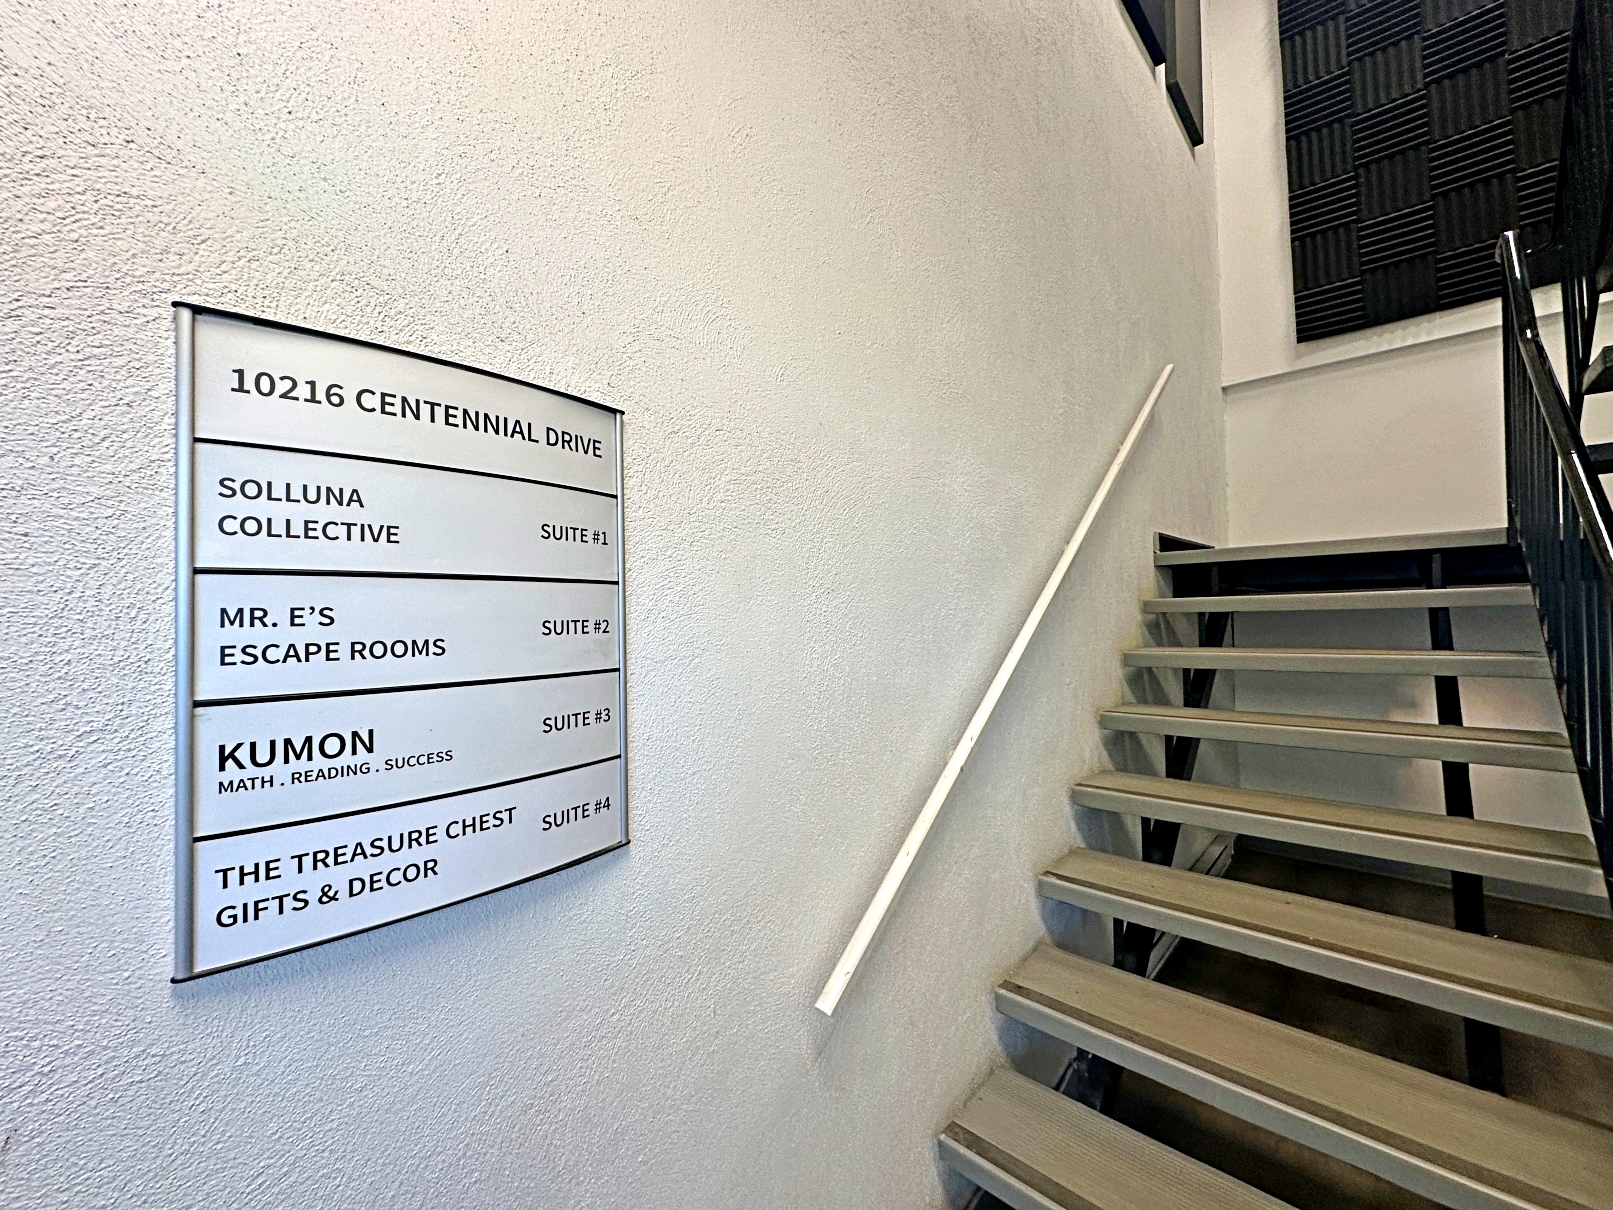 10216 CENTENNIAL DRIVE
SOLLUNA
COLLECTIVE
SUITE #1
MR. E'S
ESCAPE ROOMS
SUITE #2
KUMON
MATH . READING . SUCCESS
SUITE #3
THE TREASURE CHEST
GIFTS & DECOR
SUITE #4